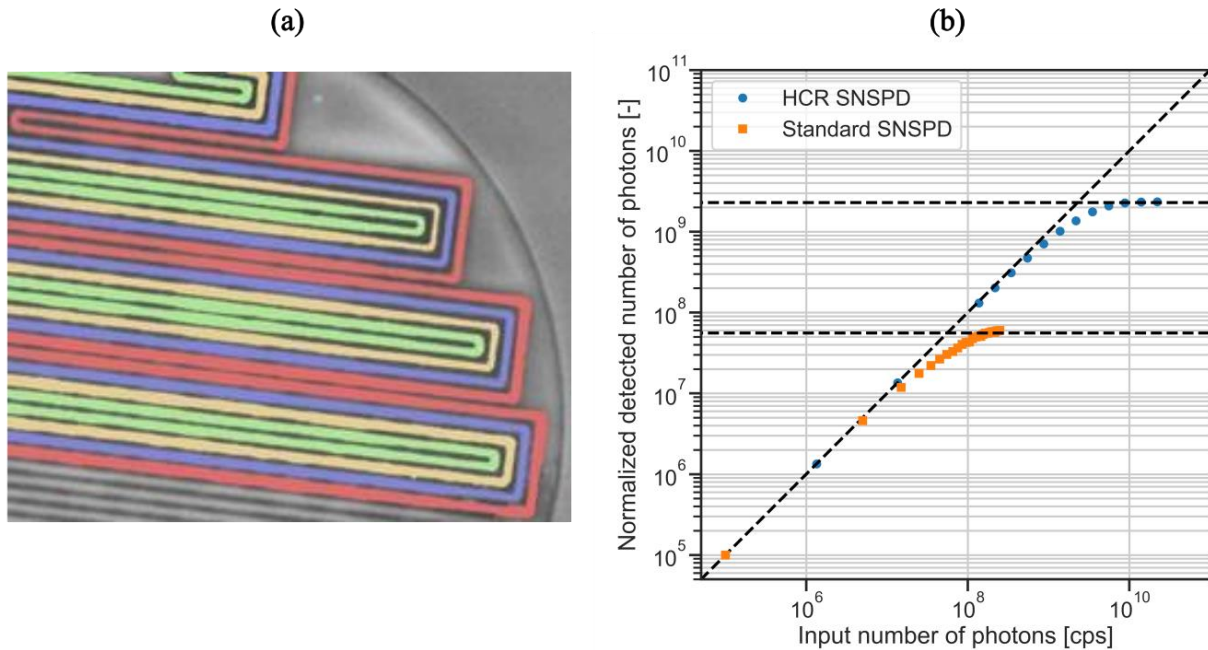 (a)
(b)
Normalized detected number of photons [-]
10^11
10^10
10^9
10^8
10^7
10^6
10^5
HCR SNSPD
Standard SNSPD
10^6
10^8
10^10
Input number of photons [cps]